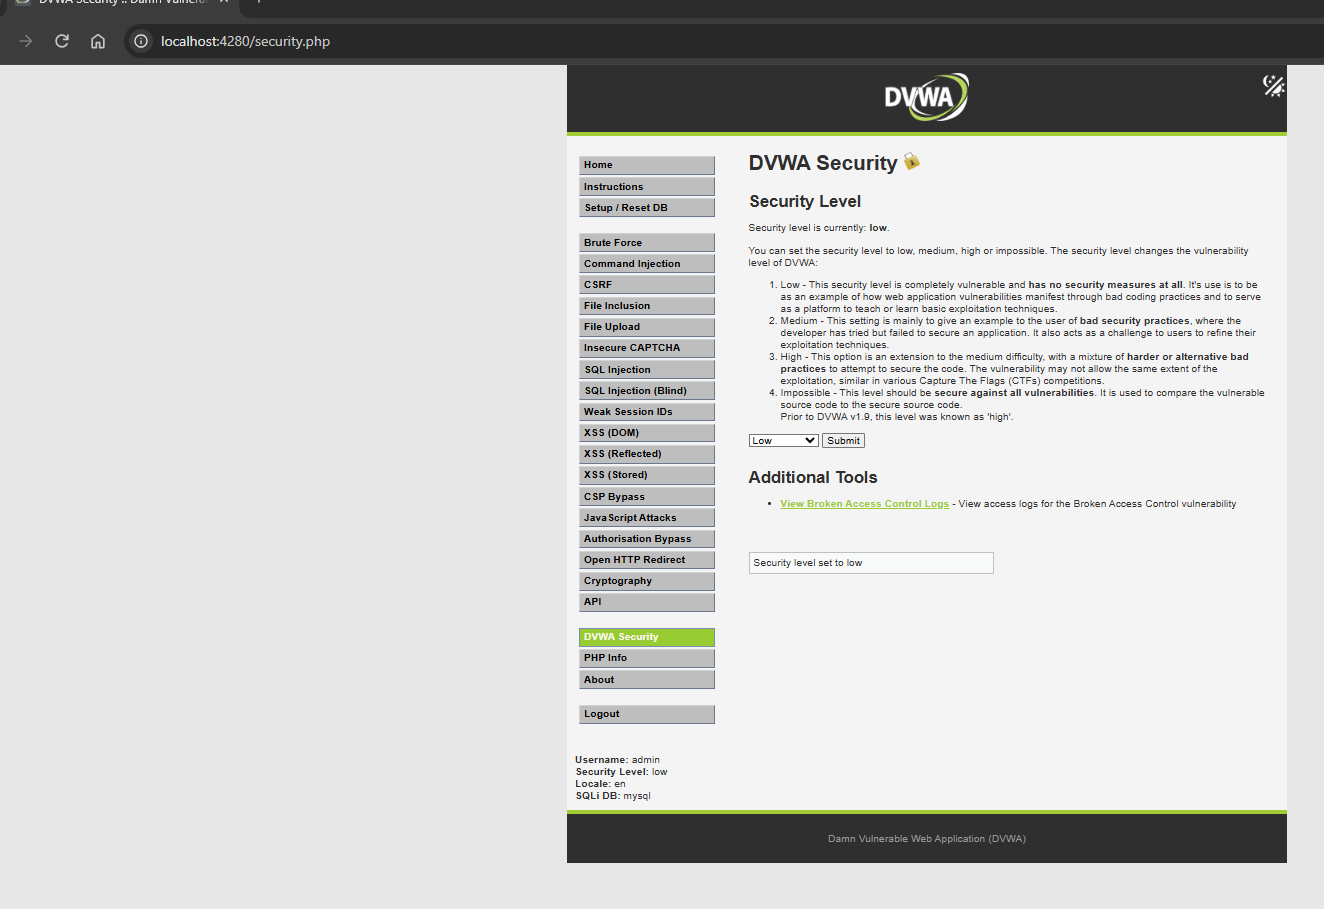 DVWA Security :: Damn Vulnera
localhost:4280/security.php
DVWA
Home
Instructions
Setup / Reset DB
Brute Force
Command Injection
CSRF
File Inclusion
File Upload
Insecure CAPTCHA
SQL Injection
SQL Injection (Blind)
Weak Session IDs
XSS (DOM)
XSS (Reflected)
XSS (Stored)
CSP Bypass
JavaScript Attacks
Authorisation Bypass
Open HTTP Redirect
Cryptography
API
DVWA Security
PHP Info
About
Logout
Username: admin
Security Level: low
Locale: en
SQLi DB: mysql
DVWA Security
Security Level
Security level is currently: low.
You can set the security level to low, medium, high or impossible. The security level changes the vulnerability
level of DVWA:
1. Low - This security level is completely vulnerable and has no security measures at all. It's use is to be
as an example of how web application vulnerabilities manifest through bad coding practices and to serve
as a platform to teach or learn basic exploitation techniques.
2. Medium - This setting is mainly to give an example to the user of bad security practices, where the
developer has tried but failed to secure an application. It also acts as a challenge to users to refine their
exploitation techniques.
3. High - This option is an extension to the medium difficulty, with a mixture of harder or alternative bad
practices to attempt to secure the code. The vulnerability may not allow the same extent of the
exploitation, similar in various Capture The Flags (CTFs) competitions.
4. Impossible - This level should be secure against all vulnerabilities. It is used to compare the vulnerable
source code to the secure source code.
Prior to DVWA v1.9, this level was known as 'high'.
Low
Submit
Additional Tools
• View Broken Access Control Logs - View access logs for the Broken Access Control vulnerability
Security level set to low
Damn Vulnerable Web Application (DVWA)